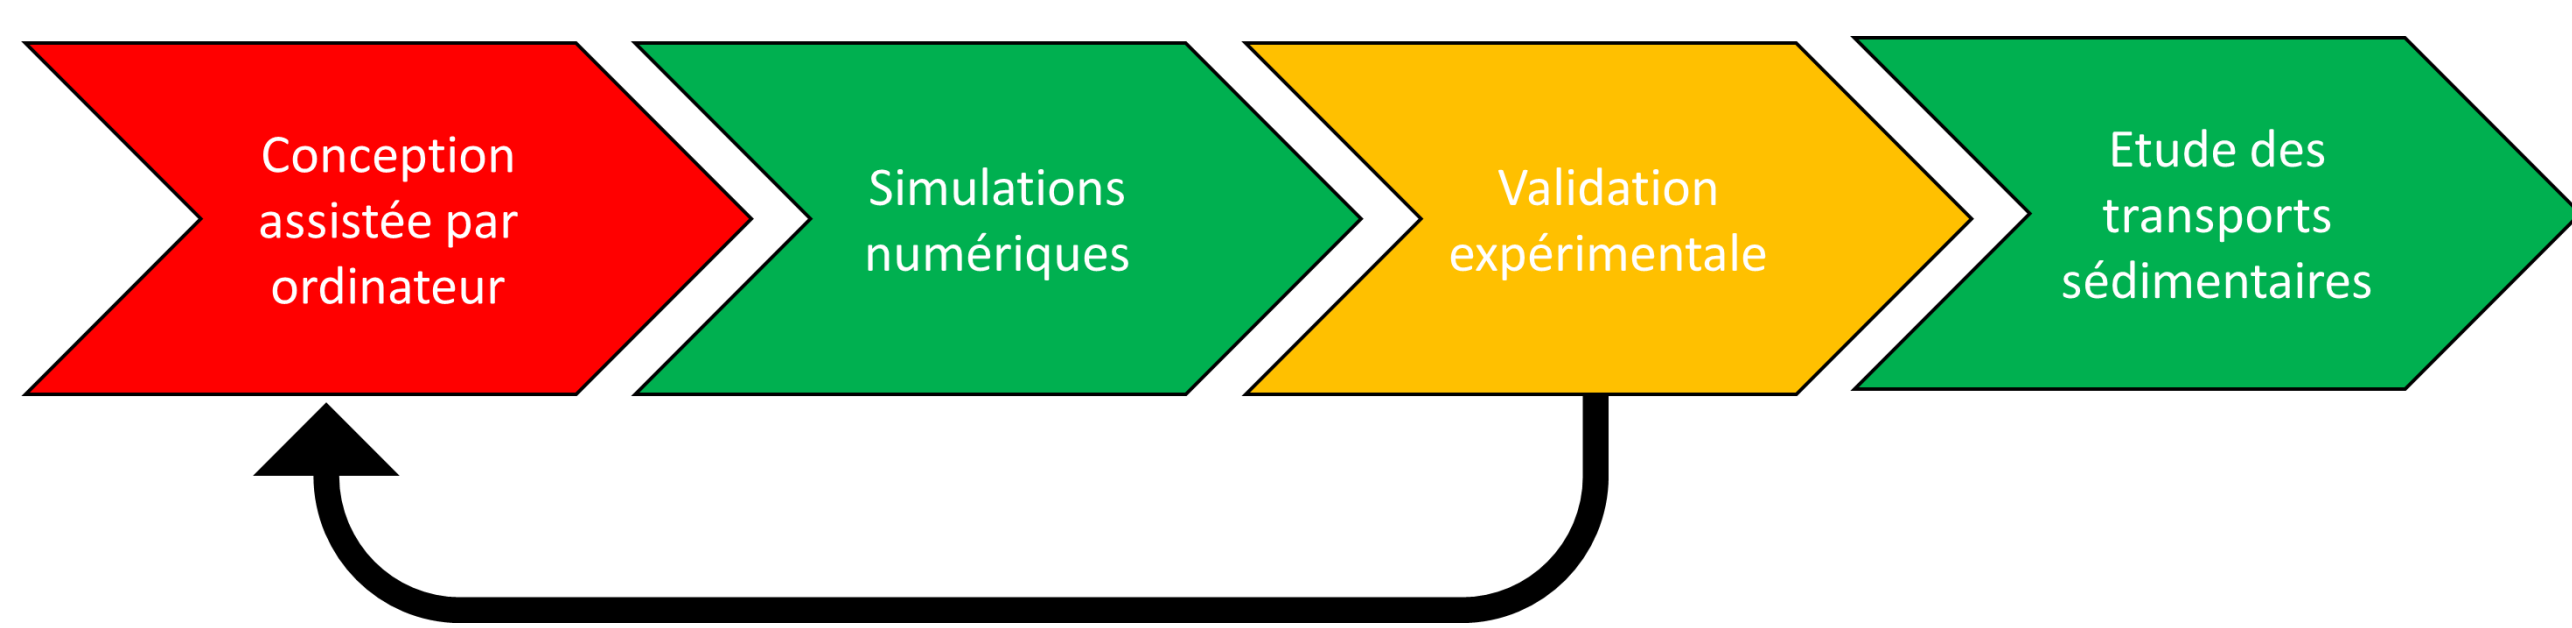 Conception
assistée par
ordinateur
Simulations
numériques
Validation
expérimentale
Etude des
transports
sédimentaires